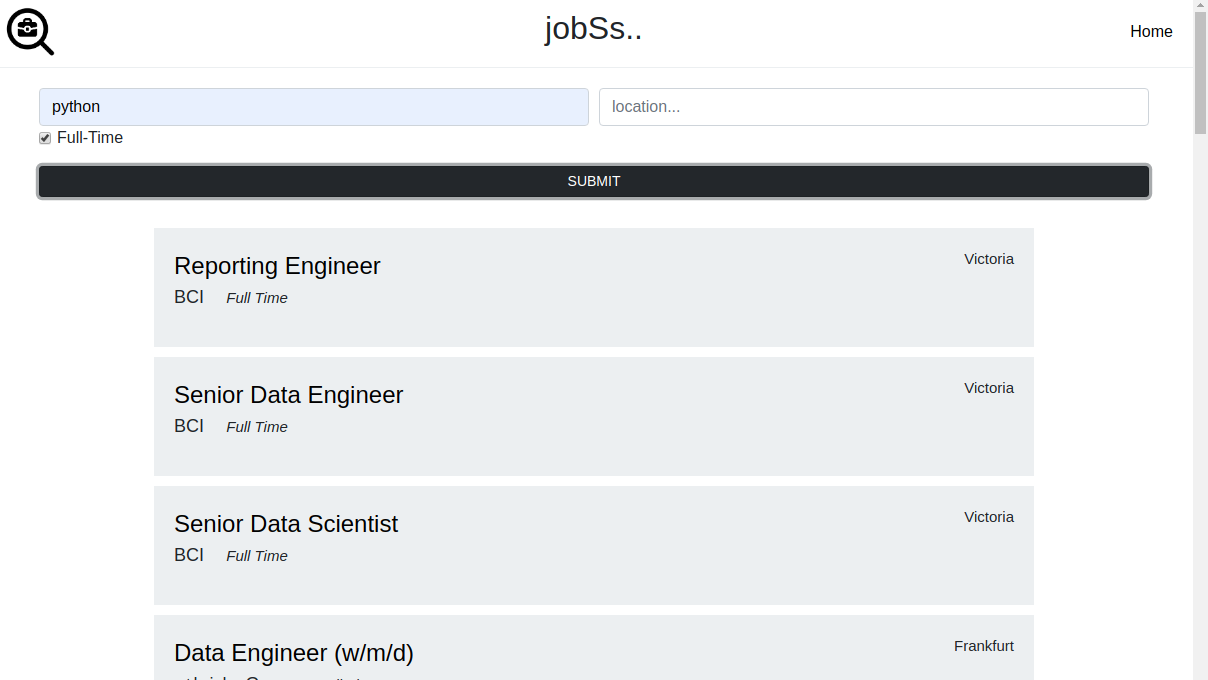 jobSs..
Home
python
location...
Full-Time
SUBMIT
Reporting Engineer
Victoria
BCI Full Time
Senior Data Engineer
Victoria
BCI Full Time
Senior Data Scientist
Victoria
BCI Full Time
Data Engineer (w/m/d)
Frankfurt